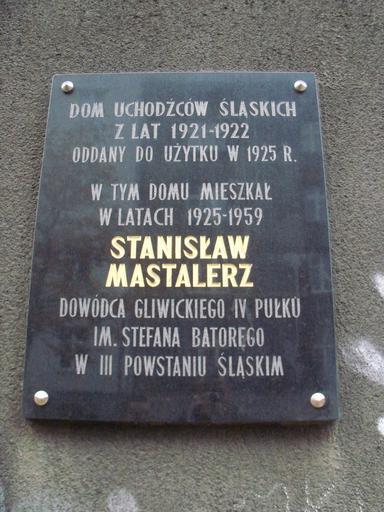 DOM UCHODŹCÓW ŚLĄSKICH
Z LAT 1921-1922
ODDANY DO UŻYTKU W 1925 R.
W TYM DOMU MIESZKAŁ
W LATACH 1925-1959
STANISŁAW
MASTALERZ
DOWÓDCA GLIWICKIEGO IV PUŁKU
IM. STEFANA BATOREGO
W III POWSTANIU ŚLĄSKIM